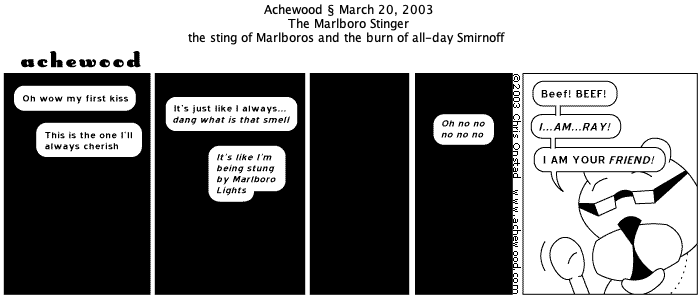 Achewood § March 20, 2003
The Marlboro Stinger
the sting of Marlboros and the burn of all-day Smirnoff
achewood
Oh wow my first kiss
This is the one I'll
always cherish
It's just like I always...
dang what is that smell
It's like I'm
being stung
by Marlboro
Lights
Oh no no
no no no
©2003 Chris Onstad www.achewood.com
Beef! BEEF!
I...AM...RAY!
I AM YOUR FRIEND!